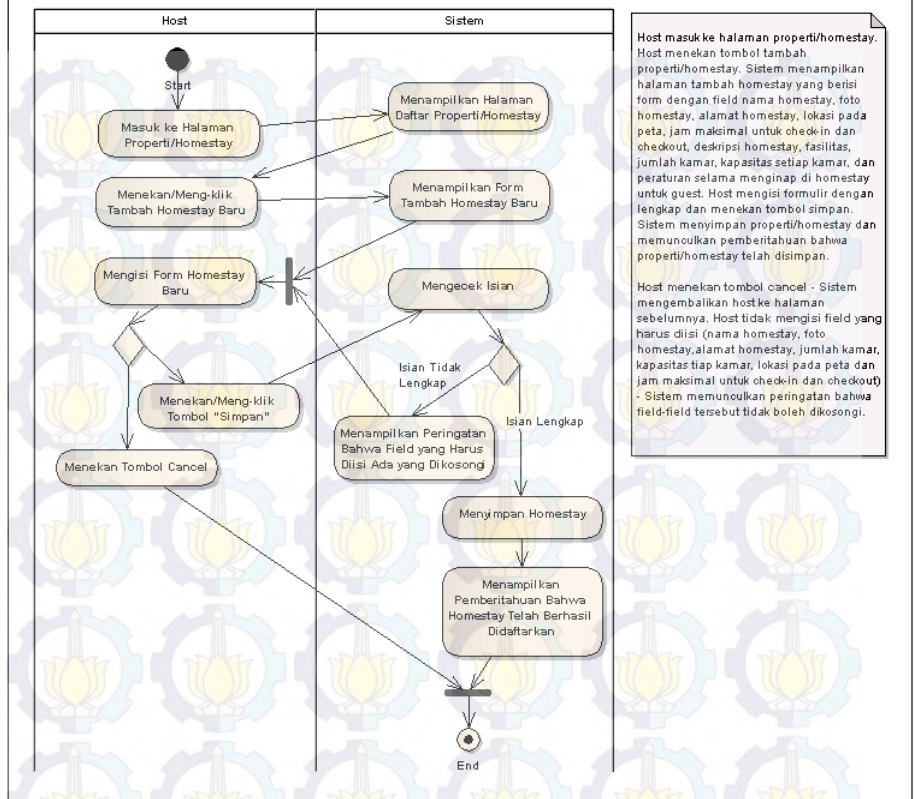 Host
Sistem
Start
Masuk ke Halaman
Properti/Homestay
Menampilkan Halaman
Daftar Properti/Homestay
Menekan/Meng-klik
Tambah Homestay Baru
Menampilkan Form
Tambah Homestay Baru
Mengisi Form Homestay
Baru
Mengecek Isian
Isian Tidak
Lengkap
Menekan/Meng-klik
Tombol "Simpan"
Isian Lengkap
Menampilkan Peringatan
Bahwa Field yang Harus
Diisi Ada yang Dikosongi
Menekan Tombol Cancel
Menyimpan Homestay
Menampilkan
Pemberitahuan Bahwa
Homestay Telah Berhasil
Didaftarkan
End
Host masuk ke halaman properti/homestay.
Host menekan tombol tambah
properti/homestay. Sistem menampilkan
halaman tambah homestay yang berisi
form dengan field nama homestay, foto
homestay, alamat homestay, lokasi pada
peta, jam maksimal untuk check-in dan
checkout, deskripsi homestay, fasilitas,
jumlah kamar, kapasitas setiap kamar, dan
peraturan selama menginap di homestay
untuk guest. Host mengisi formulir dengan
lengkap dan menekan tombol simpan.
Sistem menyimpan properti/homestay dan
memunculkan pemberitahuan bahwa
properti/homestay telah disimpan.
Host menekan tombol cancel - Sistem
mengembalikan host ke halaman
sebelumnya. Host tidak mengisi field yang
harus diisi (nama homestay, foto
homestay,alamat homestay, jumlah kamar,
kapasitas tiap kamar, lokasi pada peta dan
jam maksimal untuk check-in dan checkout)
- Sistem memunculkan peringatan bahwa
field-field tersebut tidak boleh dikosongi.